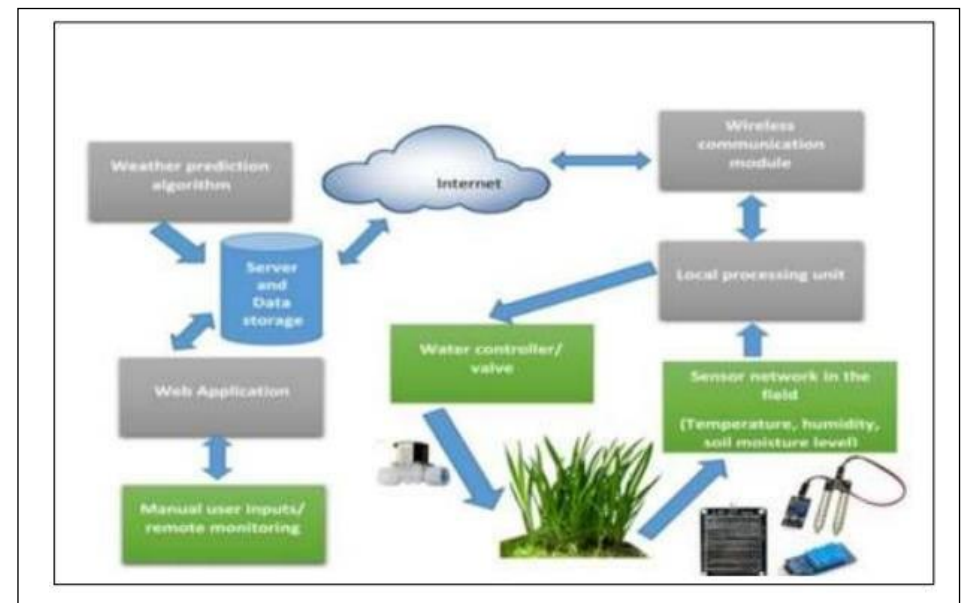 Weather prediction
algorithm
Internet
Wireless
communication
module
Server
and
Data
storage
Local processing unit
Water controller/
valve
Web Application
Sensor network in the
field
(Temperature, humidity,
soil moisture level)
Manual user inputs/
remote monitoring